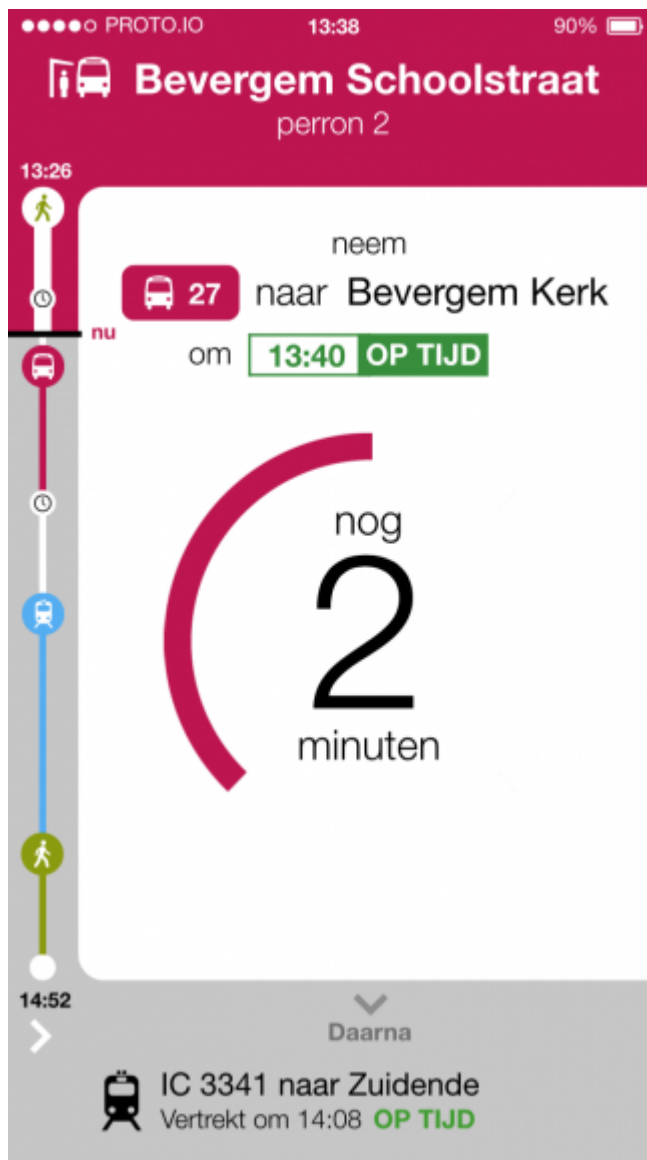 PROTO.IO 13:38 90%
Bevergem Schoolstraat
perron 2
13:26
neem
27 naar Bevergem Kerk
nu
om 13:40 OP TIJD
nog
2
minuten
14:52
Daarna
IC 3341 naar Zuidende
Vertrekt om 14:08 OP TIJD